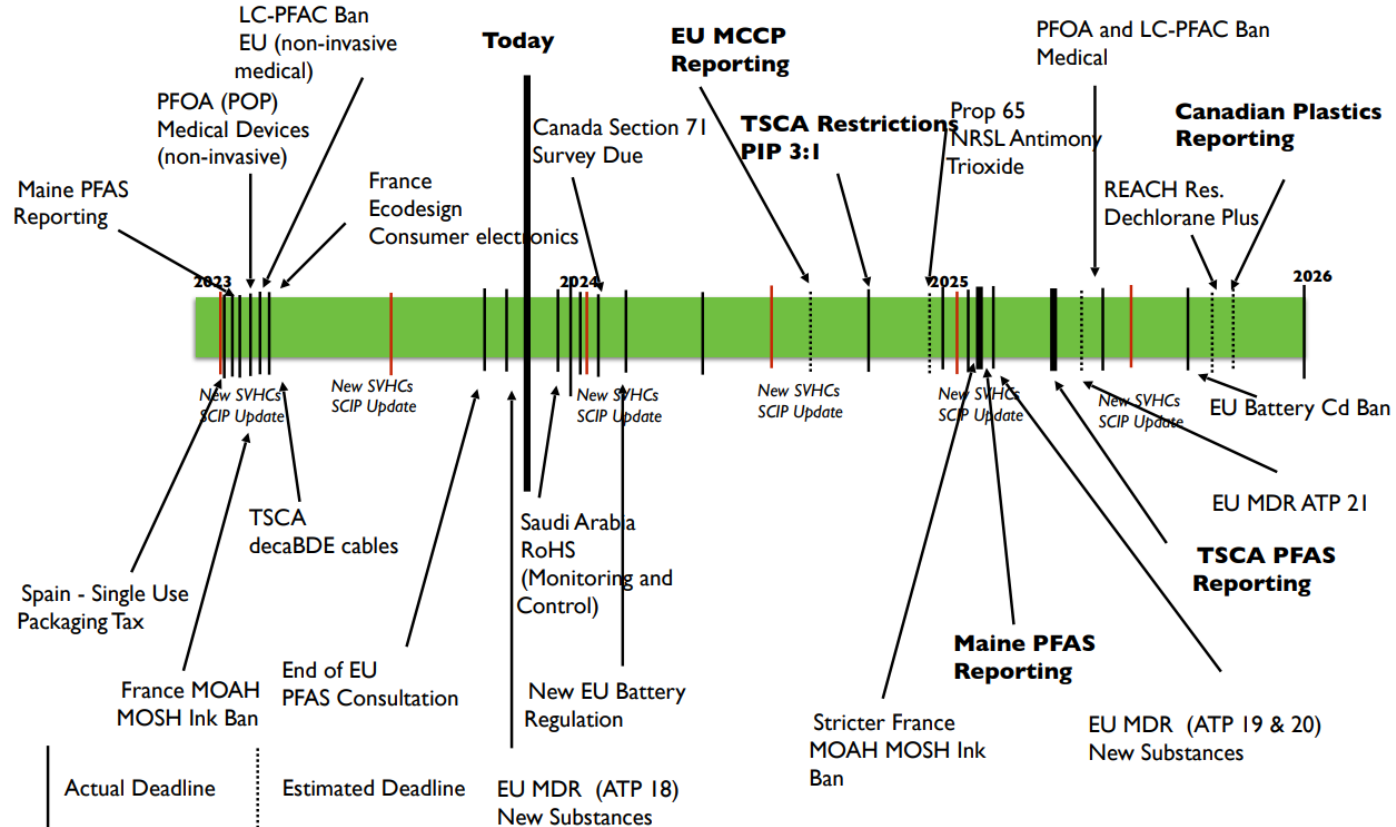 LC-PFAC Ban
EU (non-invasive
medical)
PFOA (POP)
Medical Devices
(non-invasive)
Maine PFAS
Reporting
France
Ecodesign
Consumer electronics
Today
Canada Section 71
Survey Due
EU MCCP
Reporting
TSCA Restrictions
PIP 3:1
Prop 65
NRSL Antimony
Trioxide
PFOA and LC-PFAC Ban
Medical
Canadian Plastics
Reporting
REACH Res.
Dechlorane Plus
2023
2024
2025
2026
New SVHCs
SCIP Update
New SVHCs
SCIP Update
New SVHCs
SCIP Update
New SVHCs
SCIP Update
New SVHCs
SCIP Update
New SVHCs
SCIP Update
EU Battery Cd Ban
EU MDR ATP 21
TSCA PFAS
Reporting
TSCA
decaBDE cables
Saudi Arabia
RoHS
(Monitoring and
Control)
Spain - Single Use
Packaging Tax
Maine PFAS
Reporting
France MOAH
MOSH Ink Ban
End of EU
PFAS Consultation
New EU Battery
Regulation
Stricter France
MOAH MOSH Ink
Ban
EU MDR (ATP 19 & 20)
New Substances
Actual Deadline
Estimated Deadline
EU MDR (ATP 18)
New Substances